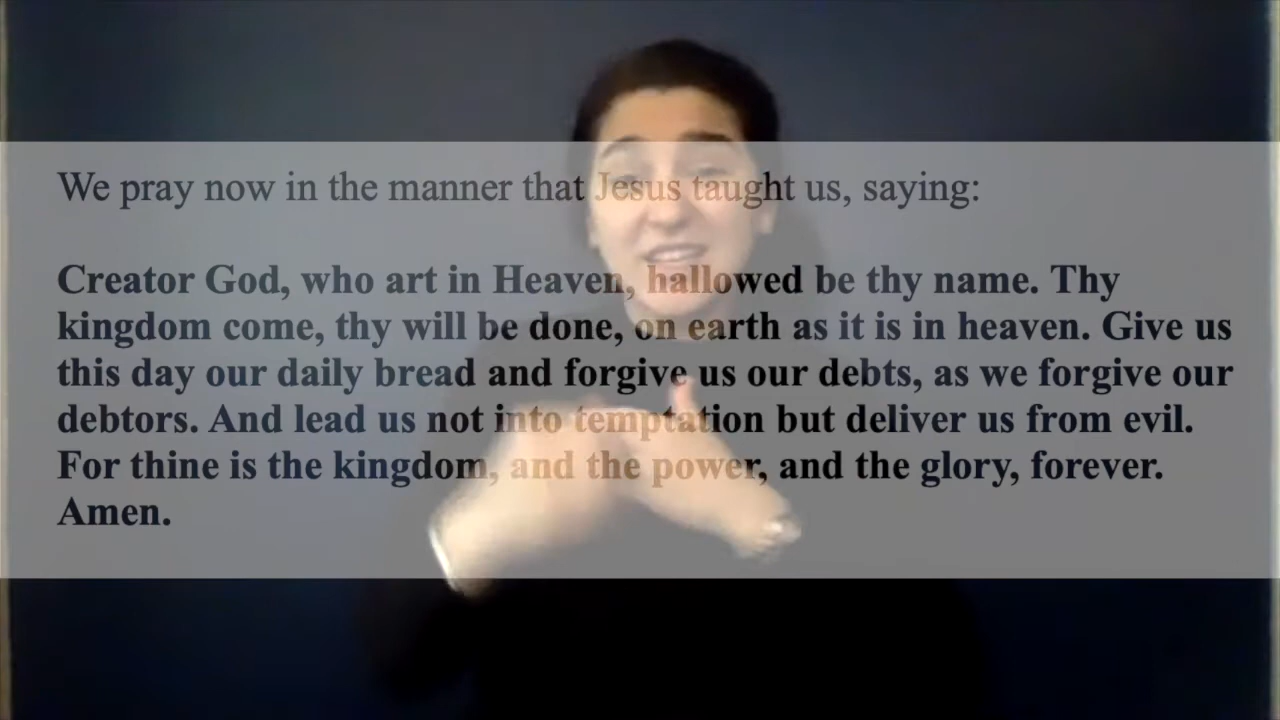 We pray now in the manner that Jesus taught us, saying:
Creator God, who art in Heaven, hallowed be thy name. Thy
kingdom come, thy will be done, on earth as it is in heaven. Give us
this day our daily bread and forgive us our debts, as we forgive our
debtors. And lead us not into temptation but deliver us from evil.
For thine is the kingdom, and the power, and the glory, forever.
Amen.